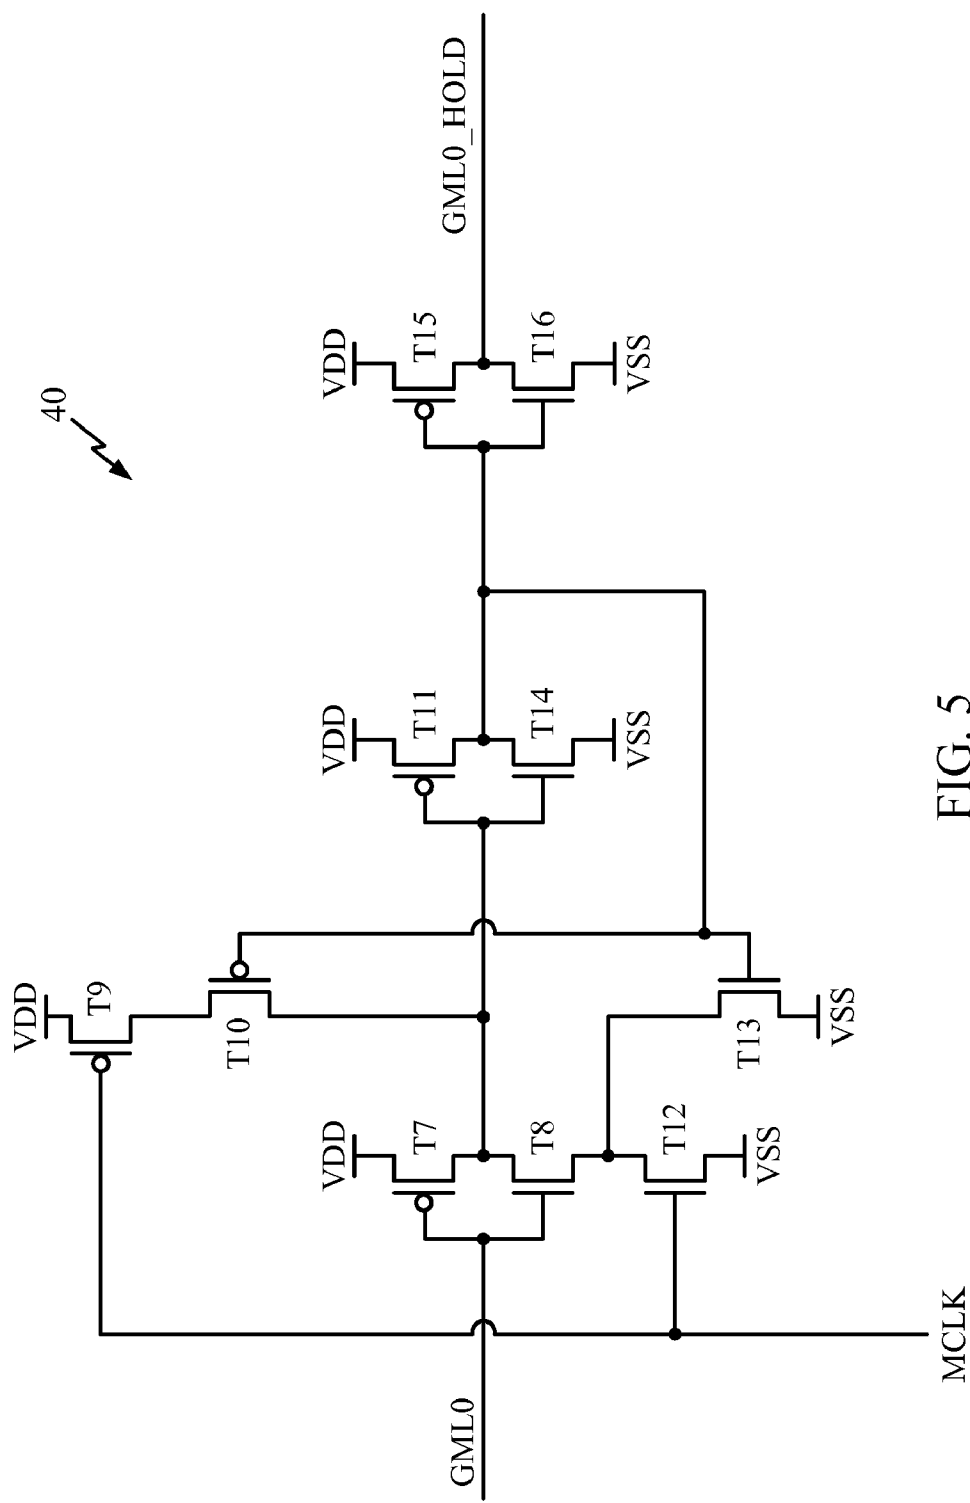 40
VDD
T9
T10
VDD
T7
T8
T12
VSS
T13
VSS
VDD
T11
T14
VSS
VDD
T15
T16
VSS
GML0
GML0_HOLD
MCLK
FIG. 5